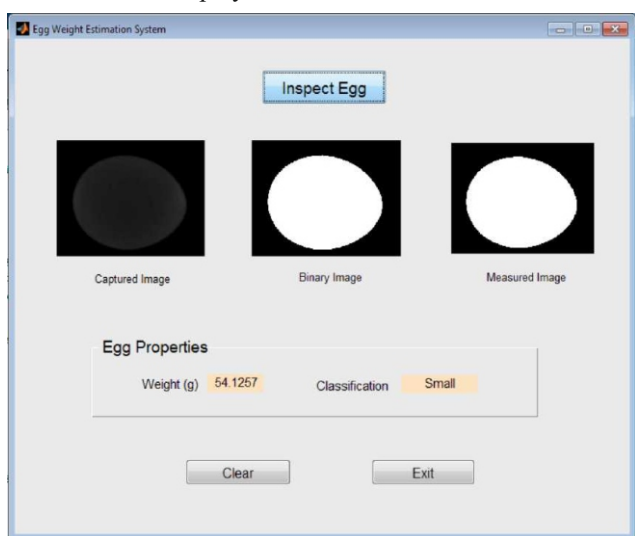 Egg Weight Estimation System
Inspect Egg
Captured Image Binary Image Measured Image
Egg Properties
Weight (g) 54.1257 Classification Small
Clear Exit